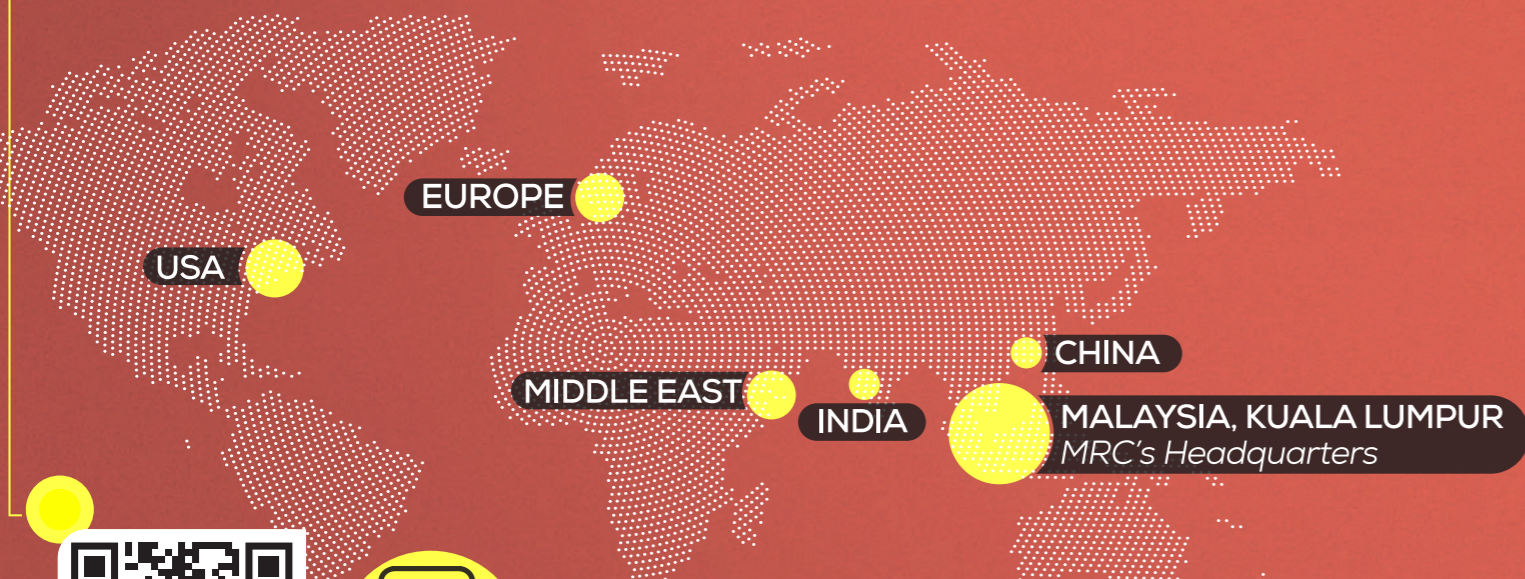 EUROPE
USA
CHINA
MIDDLE EAST
INDIA
MALAYSIA, KUALA LUMPUR
MRC's Headquarters